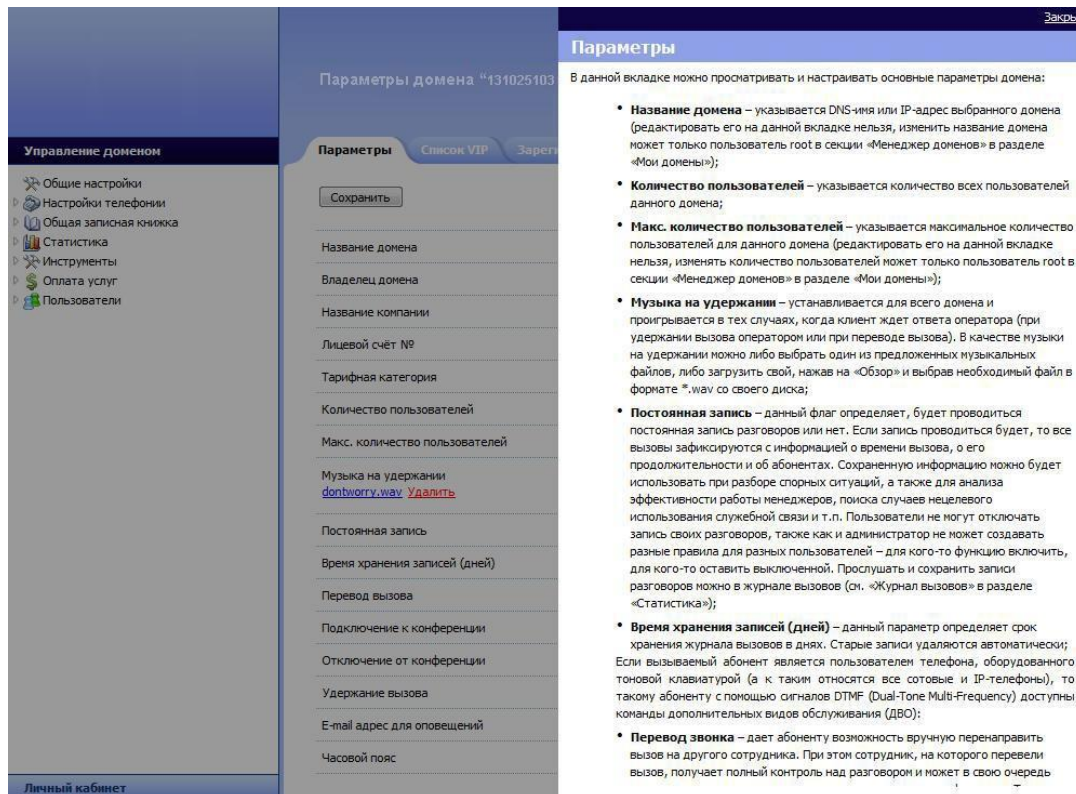 Параметры домена "131025103
Управление доменом
Общие настройки
Настройки телефонии
Общая записная книжка
Статистика
Инструменты
Оплата услуг
Пользователи
Личный кабинет
Параметры
Список VIP
Зареги
Сохранить
Название домена
Владелец домена
Название компании
Лицевой счёт №
Тарифная категория
Количество пользователей
Макс. количество пользователей
Музыка на удержании
dontworry.wav Удалить
Постоянная запись
Время хранения записей (дней)
Перевод вызова
Подключение к конференции
Отключение от конференции
Удержание вызова
E-mail адрес для оповещений
Часовой пояс
Закры
Параметры
В данной вкладке можно просматривать и настраивать основные параметры домена:
• Название домена – указывается DNS-имя или IP-адрес выбранного домена
(редактировать его на данной вкладке нельзя, изменить название домена
может только пользователь root в секции «Менеджер доменов» в разделе
«Мои домены»);
• Количество пользователей – указывается количество всех пользователей
данного домена;
• Макс. количество пользователей – указывается максимальное количество
пользователей для данного домена (редактировать его на данной вкладке
нельзя, изменять количество пользователей может только пользователь root в
секции «Менеджер доменов» в разделе «Мои домены»);
• Музыка на удержании – устанавливается для всего домена и
проигрывается в тех случаях, когда клиент ждет ответа оператора (при
удержании вызова оператором или при переводе вызова). В качестве музыки
на удержании можно либо выбрать один из предложенных музыкальных
файлов, либо загрузить свой, нажав на «Обзор» и выбрав необходимый файл в
формате *.wav со своего диска;
• Постоянная запись – данный флаг определяет, будет проводиться
постоянная запись разговоров или нет. Если запись проводиться будет, то все
вызовы зафиксируются с информацией о времени вызова, о его
продолжительности и об абонентах. Сохраненную информацию можно будет
использовать при разборе спорных ситуаций, а также для анализа
эффективности работы менеджеров, поиска случаев нецелевого
использования служебной связи и т.п. Пользователи не могут отключать
запись своих разговоров, также как и администратор не может создавать
разные правила для разных пользователей – для кого-то функцию включить,
для кого-то оставить выключенной. Прослушать и сохранить записи
разговоров можно в журнале вызовов (см. «Журнал вызовов» в разделе
«Статистика»);
• Время хранения записей (дней) – данный параметр определяет срок
хранения журнала вызовов в днях. Старые записи удаляются автоматически;
Если вызываемый абонент является пользователем телефона, оборудованного
тоновой клавиатурой (а к таким относятся все сотовые и IP-телефоны), то
такому абоненту с помощью сигналов DTMF (Dual-Tone Multi-Frequency) доступны
команды дополнительных видов обслуживания (ДВО):
• Перевод звонка – дает абоненту возможность вручную перенаправить
вызов на другого сотрудника. При этом сотрудник, на которого перевели
вызов, получает полный контроль над разговором и может в свою очередь